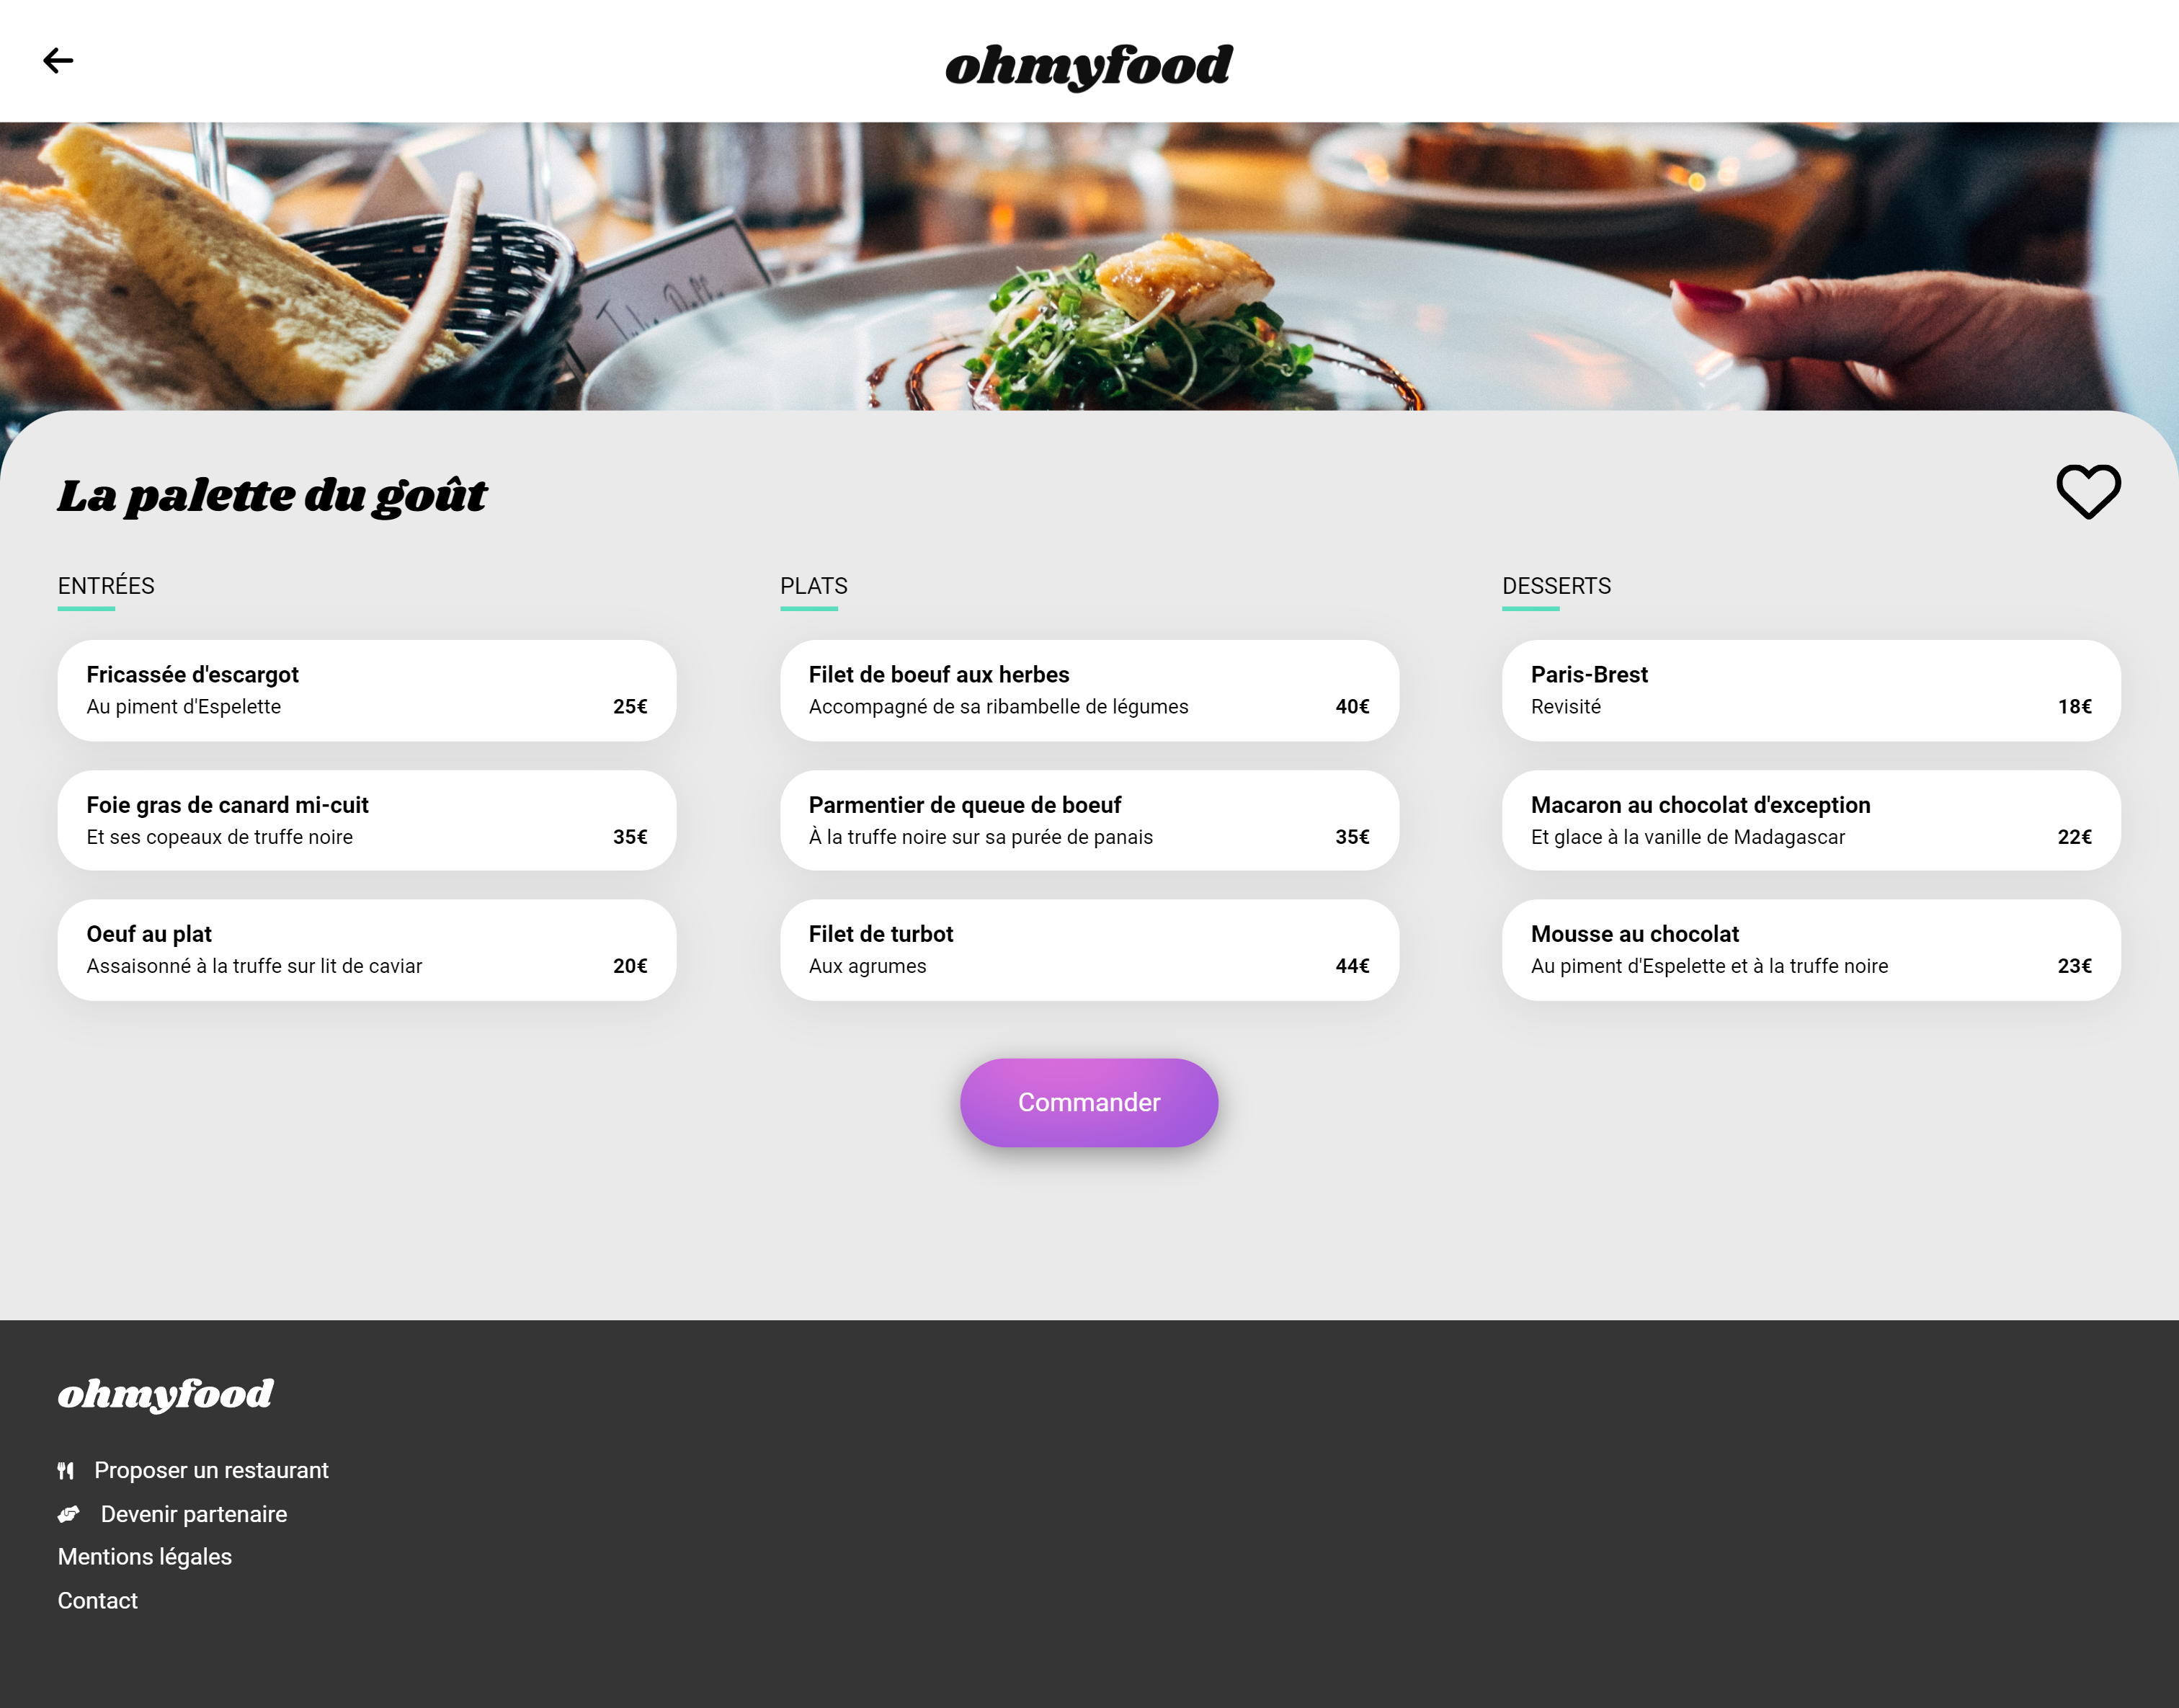 ohmyfood
La palette du goût
ENTRÉES
Fricassée d'escargot
Au piment d'Espelette 25€
Foie gras de canard mi-cuit
Et ses copeaux de truffe noire 35€
Oeuf au plat
Assaisonné à la truffe sur lit de caviar 20€
PLATS
Filet de boeuf aux herbes
Accompagné de sa ribambelle de légumes 40€
Parmentier de queue de boeuf
À la truffe noire sur sa purée de panais 35€
Filet de turbot
Aux agrumes 44€
DESSERTS
Paris-Brest
Revisité 18€
Macaron au chocolat d'exception
Et glace à la vanille de Madagascar 22€
Mousse au chocolat
Au piment d'Espelette et à la truffe noire 23€
Commander
ohmyfood
Proposer un restaurant
Devenir partenaire
Mentions légales
Contact